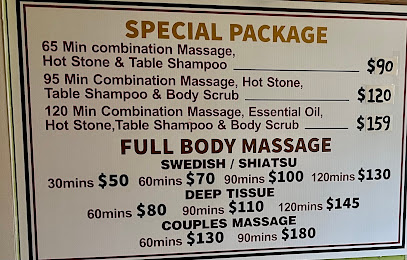 SPECIAL PACKAGE
65 Min combination Massage,
Hot Stone & Table Shampoo $90
95 Min Combination Massage, Hot Stone,
Table Shampoo & Body Scrub $120
120 Min Combination Massage, Essential Oil,
Hot Stone,Table Shampoo & Body Scrub $159
FULL BODY MASSAGE
SWEDISH / SHIATSU
30mins $50 60mins $70 90mins $100 120mins $130
DEEP TISSUE
60mins $80 90mins $110 120mins $145
COUPLES MASSAGE
60mins $130 90mins $180